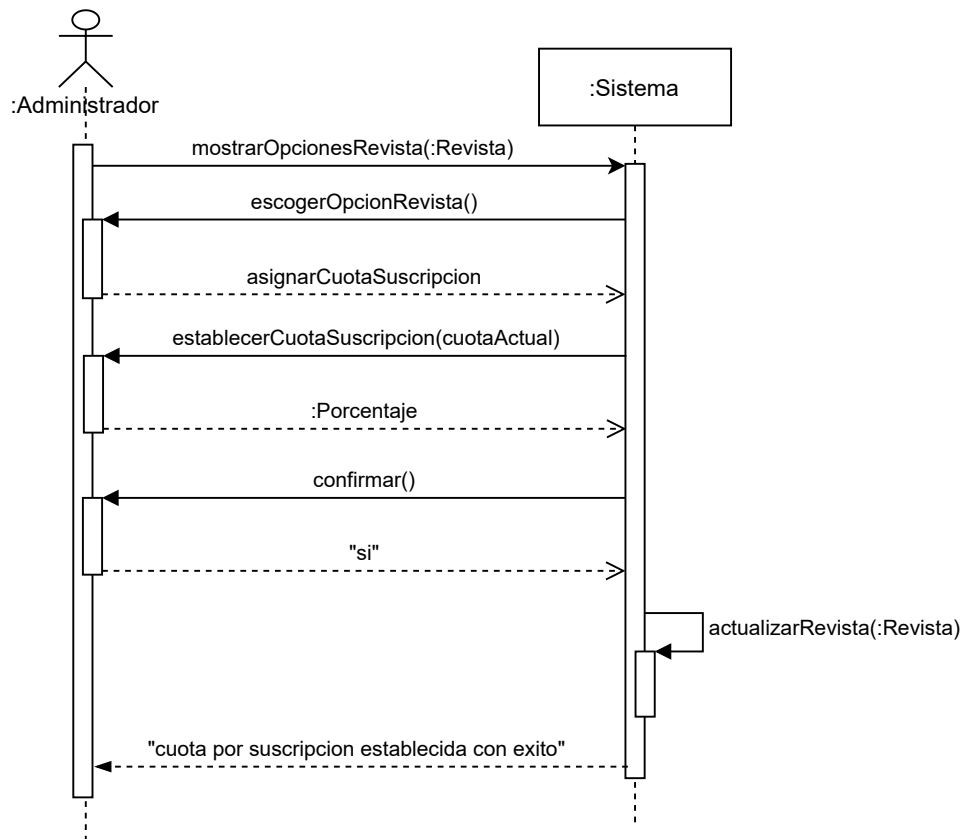 :Administrador
:Sistema
mostrarOpcionesRevista(:Revista)
escogerOpcionRevista()
asignarCuotaSuscripcion
establecerCuotaSuscripcion(cuotaActual)
:Porcentaje
confirmar()
"si"
actualizarRevista(:Revista)
"cuota por suscripcion establecida con exito"